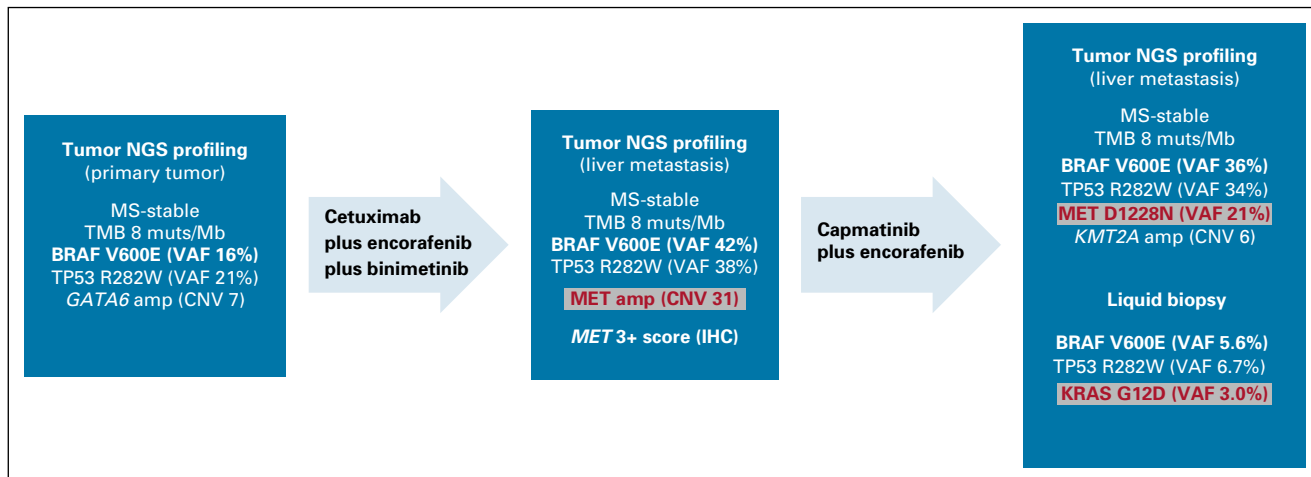 Tumor NGS profiling
(primary tumor)
MS-stable
TMB 8 muts/Mb
BRAF V600E (VAF 16%)
TP53 R282W (VAF 21%)
GATA6 amp (CNV 7)
Cetuximab
plus encorafenib
plus binimetinib
Tumor NGS profiling
(liver metastasis)
MS-stable
TMB 8 muts/Mb
BRAF V600E (VAF 42%)
TP53 R282W (VAF 38%)
MET amp (CNV 31)
MET 3+ score (IHC)
Capmatinib
plus encorafenib
Tumor NGS profiling
(liver metastasis)
MS-stable
TMB 8 muts/Mb
BRAF V600E (VAF 36%)
TP53 R282W (VAF 34%)
MET D1228N (VAF 21%)
KMT2A amp (CNV 6)
Liquid biopsy
BRAF V600E (VAF 5.6%)
TP53 R282W (VAF 6.7%)
KRAS G12D (VAF 3.0%)